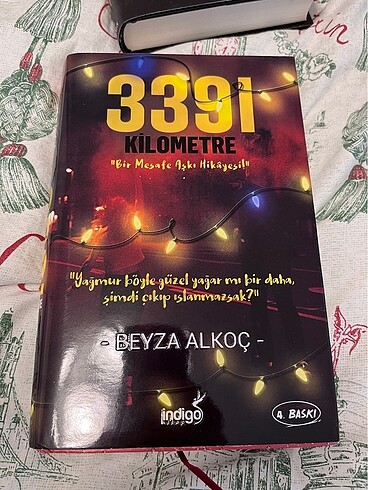 3391
KİLOMETRE
"Bir Mesafe Aşkı Hikâyesi!"
"Yağmur böyle güzel yağar mı bir daha,
şimdi çıkıp ıslanmazsak?"
- BEYZA ALKOÇ -
indigo
4. BASKI